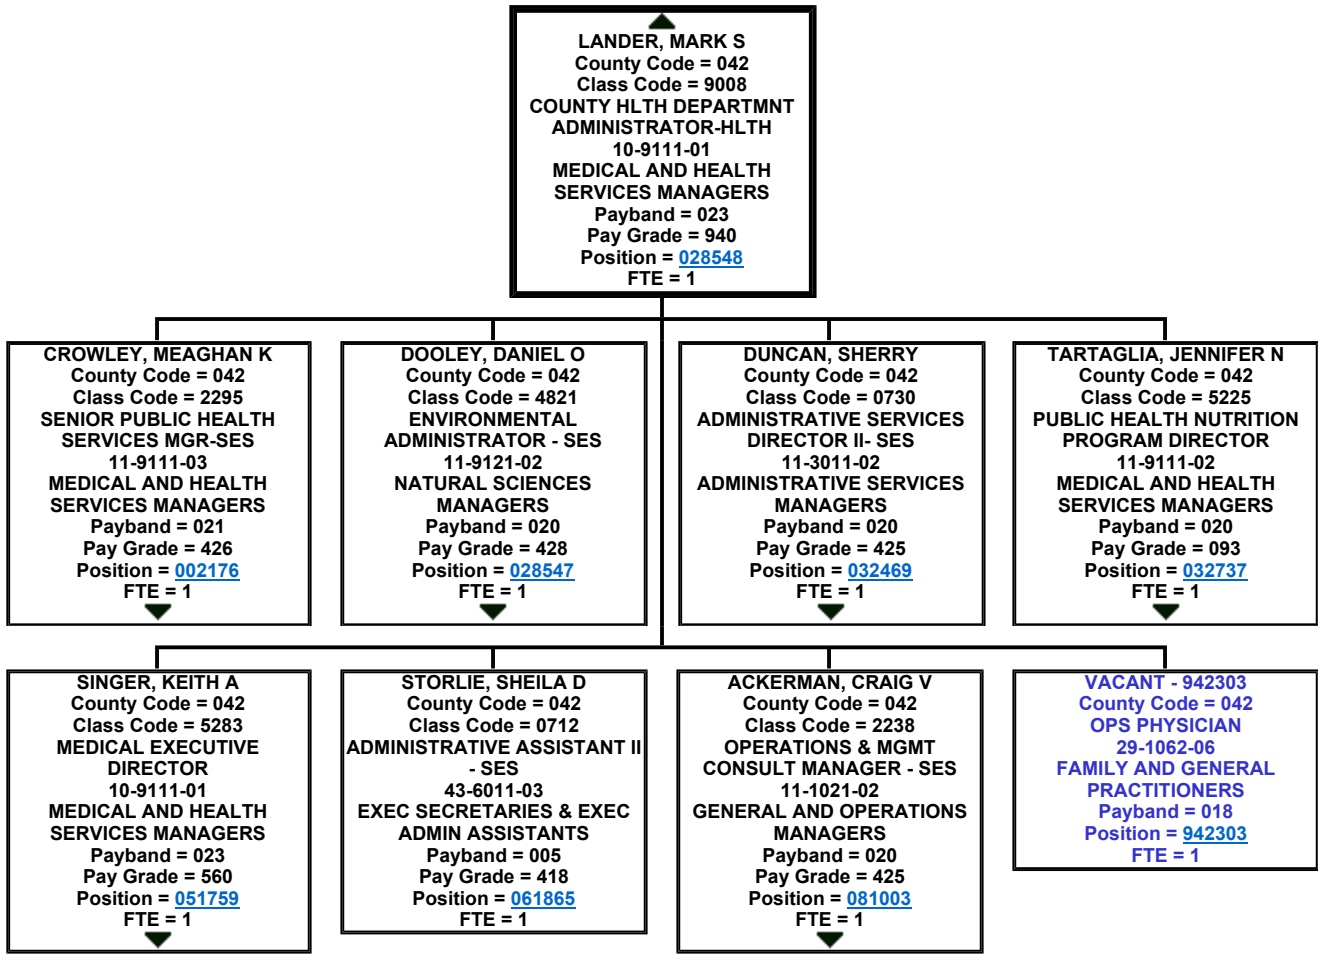 LANDER, MARK S
County Code = 042
Class Code = 9008
COUNTY HLTH DEPARTMNT
ADMINISTRATOR-HLTH
10-9111-01
MEDICAL AND HEALTH
SERVICES MANAGERS
Payband = 023
Pay Grade = 940
Position = 028548
FTE = 1
CROWLEY, MEAGHAN K
County Code = 042
Class Code = 2295
SENIOR PUBLIC HEALTH
SERVICES MGR-SES
11-9111-03
MEDICAL AND HEALTH
SERVICES MANAGERS
Payband = 021
Pay Grade = 426
Position = 002176
FTE = 1
DOOLEY, DANIEL O
County Code = 042
Class Code = 4821
ENVIRONMENTAL
ADMINISTRATOR - SES
11-9121-02
NATURAL SCIENCES
MANAGERS
Payband = 020
Pay Grade = 428
Position = 028547
FTE = 1
DUNCAN, SHERRY
County Code = 042
Class Code = 0730
ADMINISTRATIVE SERVICES
DIRECTOR II- SES
11-3011-02
ADMINISTRATIVE SERVICES
MANAGERS
Payband = 020
Pay Grade = 425
Position = 032469
FTE = 1
TARTAGLIA, JENNIFER N
County Code = 042
Class Code = 5225
PUBLIC HEALTH NUTRITION
PROGRAM DIRECTOR
11-9111-02
MEDICAL AND HEALTH
SERVICES MANAGERS
Payband = 020
Pay Grade = 093
Position = 032737
FTE = 1
SINGER, KEITH A
County Code = 042
Class Code = 5283
MEDICAL EXECUTIVE
DIRECTOR
10-9111-01
MEDICAL AND HEALTH
SERVICES MANAGERS
Payband = 023
Pay Grade = 560
Position = 051759
FTE = 1
STORLIE, SHEILA D
County Code = 042
Class Code = 0712
ADMINISTRATIVE ASSISTANT II
- SES
43-6011-03
EXEC SECRETARIES & EXEC
ADMIN ASSISTANTS
Payband = 005
Pay Grade = 418
Position = 061865
FTE = 1
ACKERMAN, CRAIG V
County Code = 042
Class Code = 2238
OPERATIONS & MGMT
CONSULT MANAGER - SES
11-1021-02
GENERAL AND OPERATIONS
MANAGERS
Payband = 020
Pay Grade = 425
Position = 081003
FTE = 1
VACANT - 942303
County Code = 042
OPS PHYSICIAN
29-1062-06
FAMILY AND GENERAL
PRACTITIONERS
Payband = 018
Position = 942303
FTE = 1